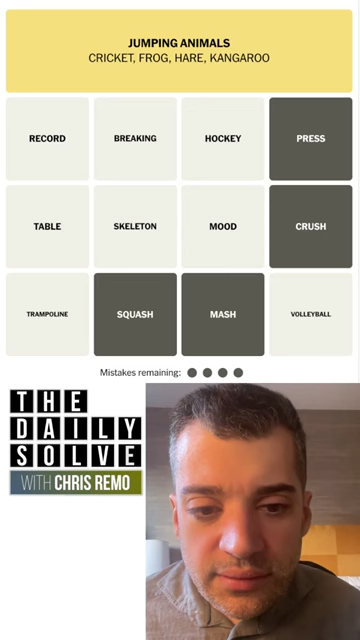 JUMPING ANIMALS
CRICKET, FROG, HARE, KANGAROO
RECORD BREAKING HOCKEY PRESS
TABLE SKELETON MOOD CRUSH
TRAMPOLINE SQUASH MASH VOLLEYBALL
Mistakes remaining:
THE
DAILY
SOLVE
WITH CHRIS REMO